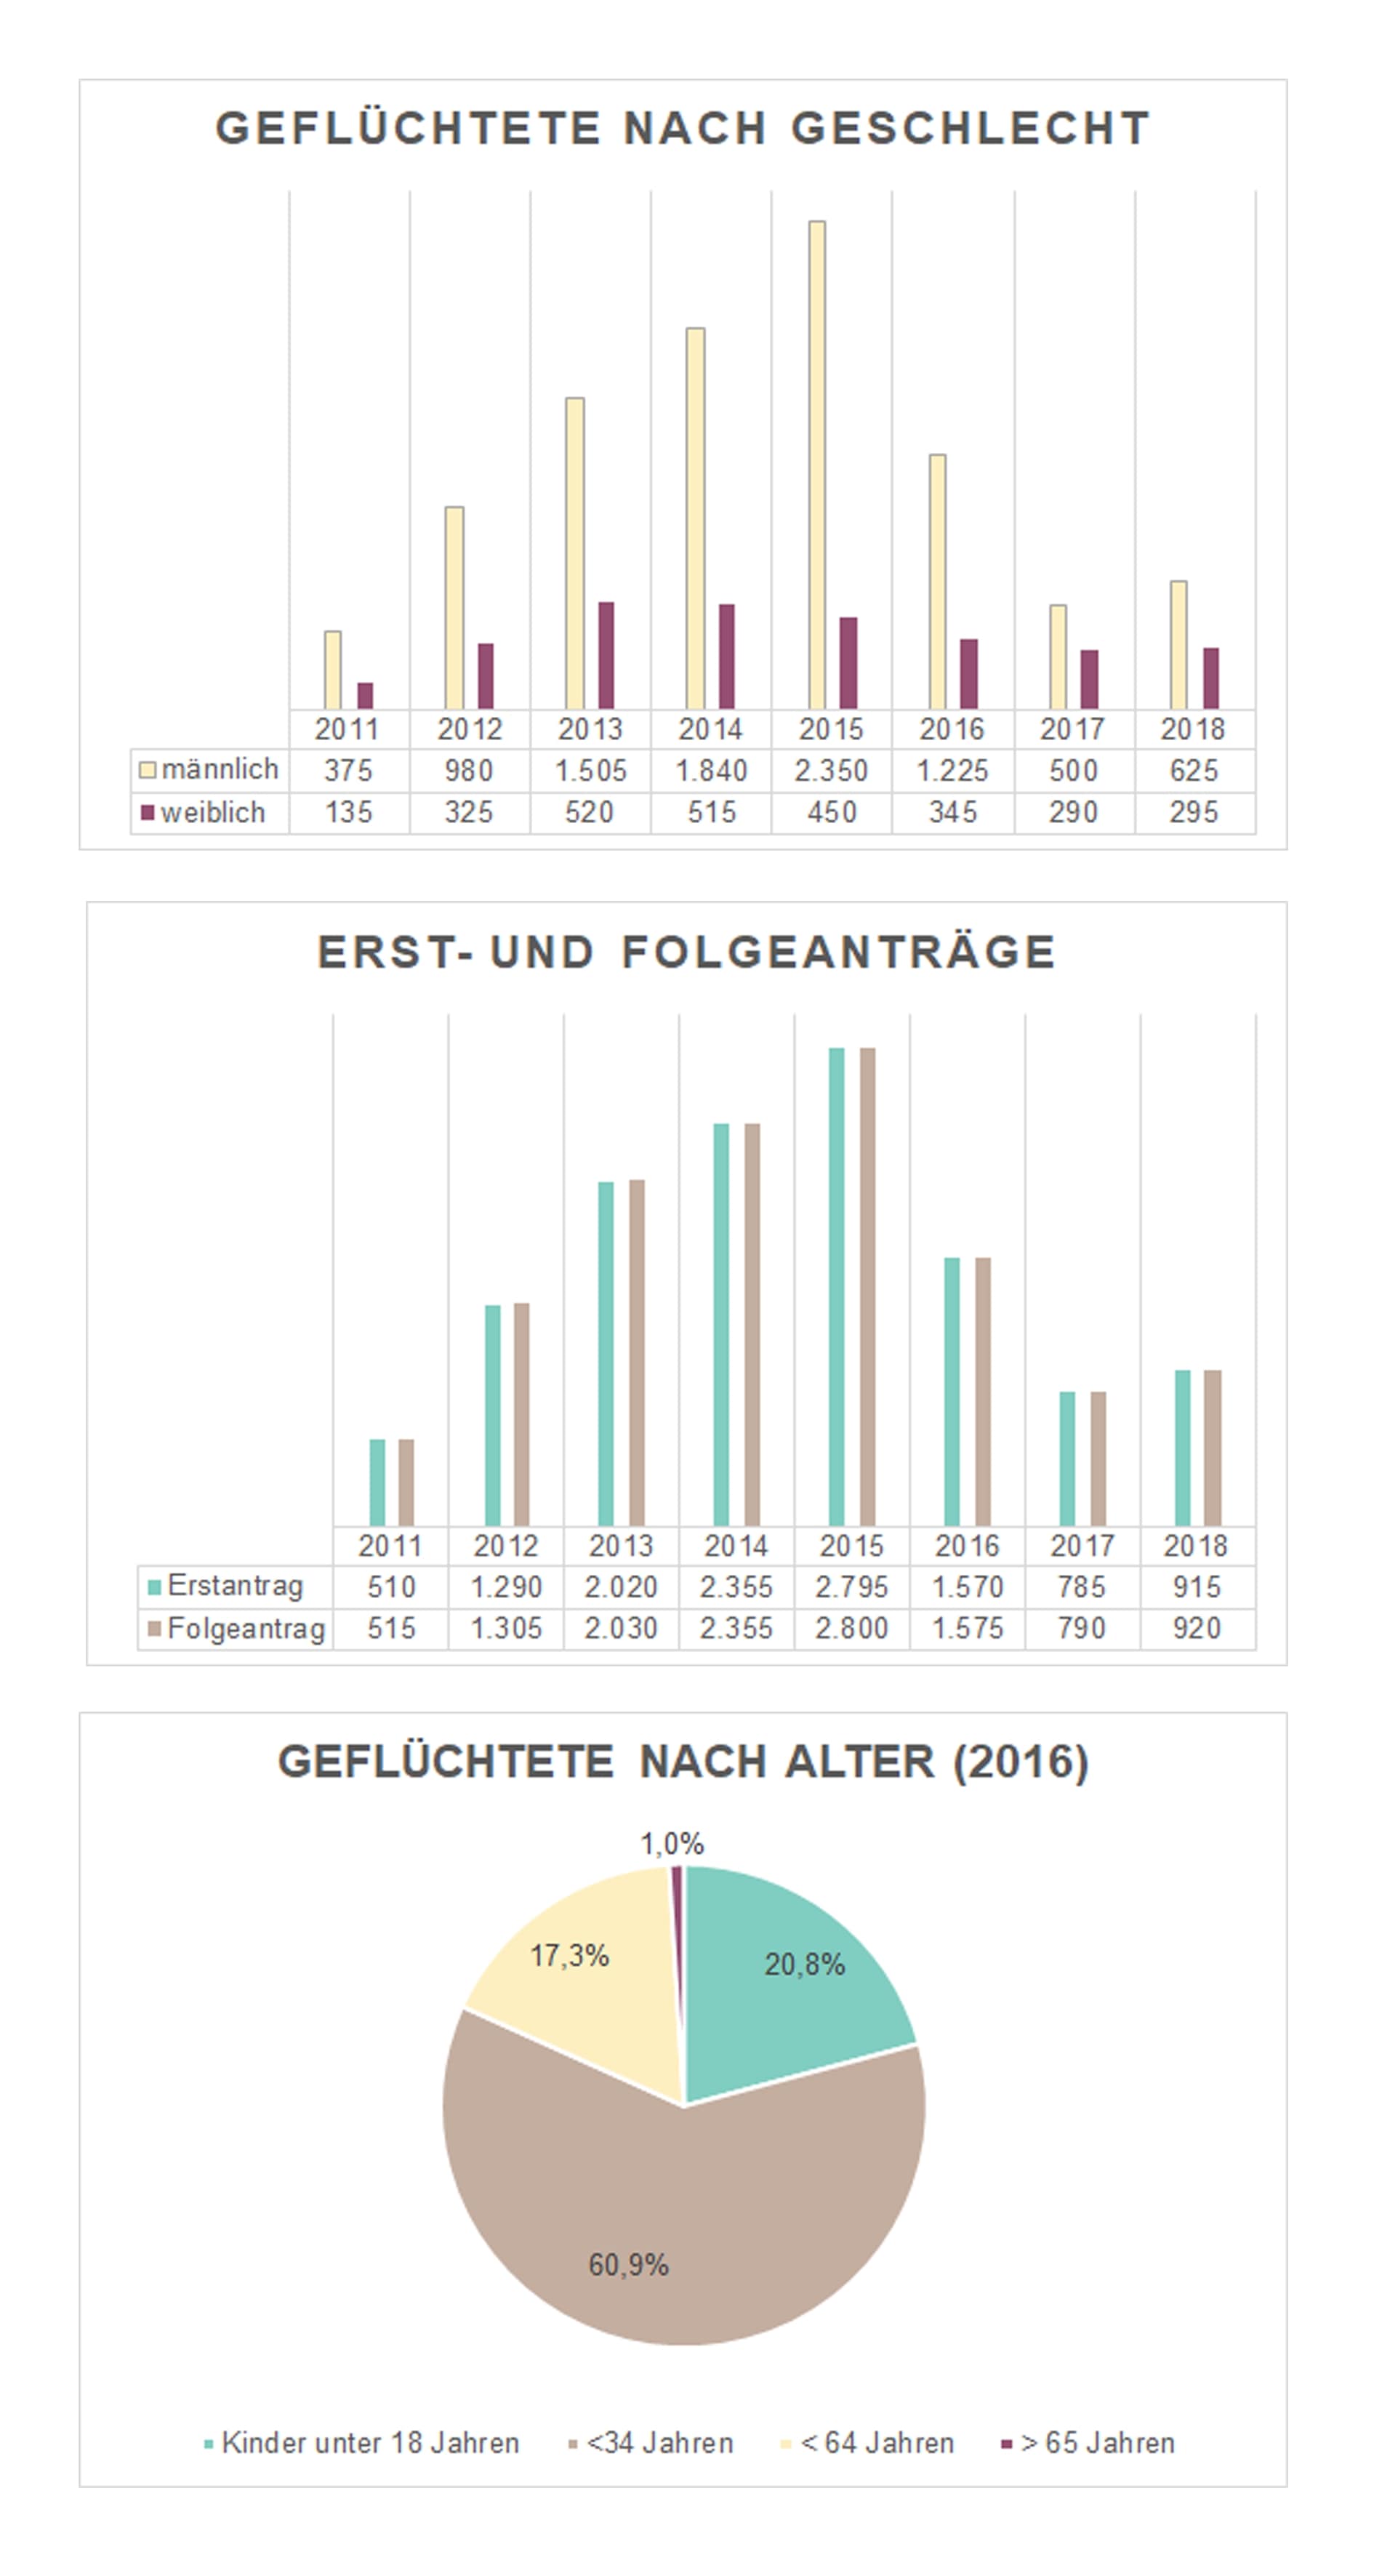 GEFLÜCHTETE NACH GESCHLECHT
2011 2012 2013 2014 2015 2016 2017 2018
männlich 375 980 1.505 1.840 2.350 1.225 500 625
weiblich 135 325 520 515 450 345 290 295
ERST- UND FOLGEANTRÄGE
2011 2012 2013 2014 2015 2016 2017 2018
Erstantrag 510 1.290 2.020 2.355 2.795 1.570 785 915
Folgeantrag 515 1.305 2.030 2.355 2.800 1.575 790 920
GEFLÜCHTETE NACH ALTER (2016)
1,0%
17,3%
20,8%
60,9%
Kinder unter 18 Jahren <34 Jahren < 64 Jahren > 65 Jahren